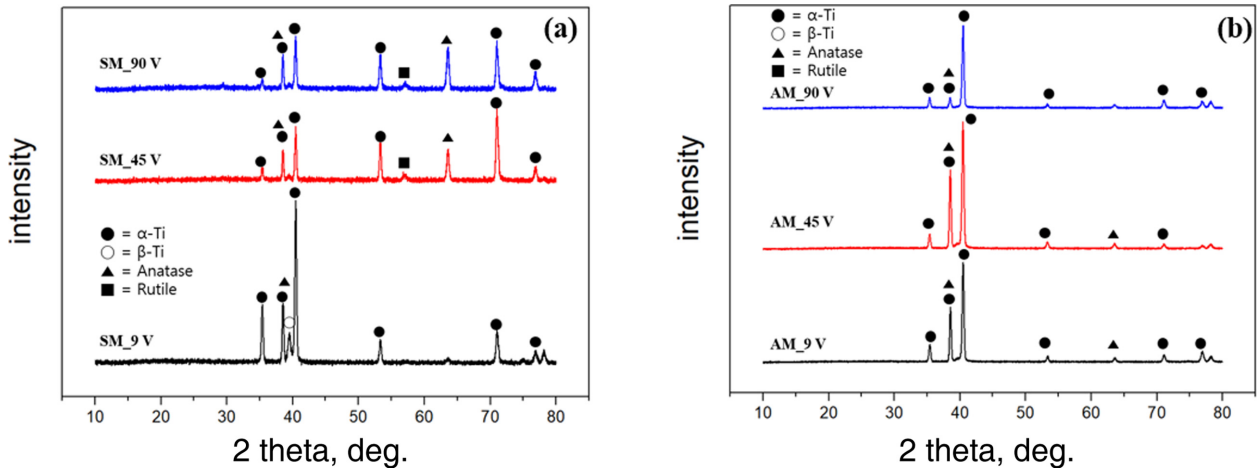 (a)
SM_90 V
SM_45 V
● = α-Ti
○ = β-Ti
▲ = Anatase
■ = Rutile
SM_9 V
intensity
10 20 30 40 50 60 70 80
2 theta, deg.
(b)
● = α-Ti
○ = β-Ti
▲ = Anatase
■ = Rutile
AM_90 V
AM_45 V
AM_9 V
intensity
10 20 30 40 50 60 70 80
2 theta, deg.